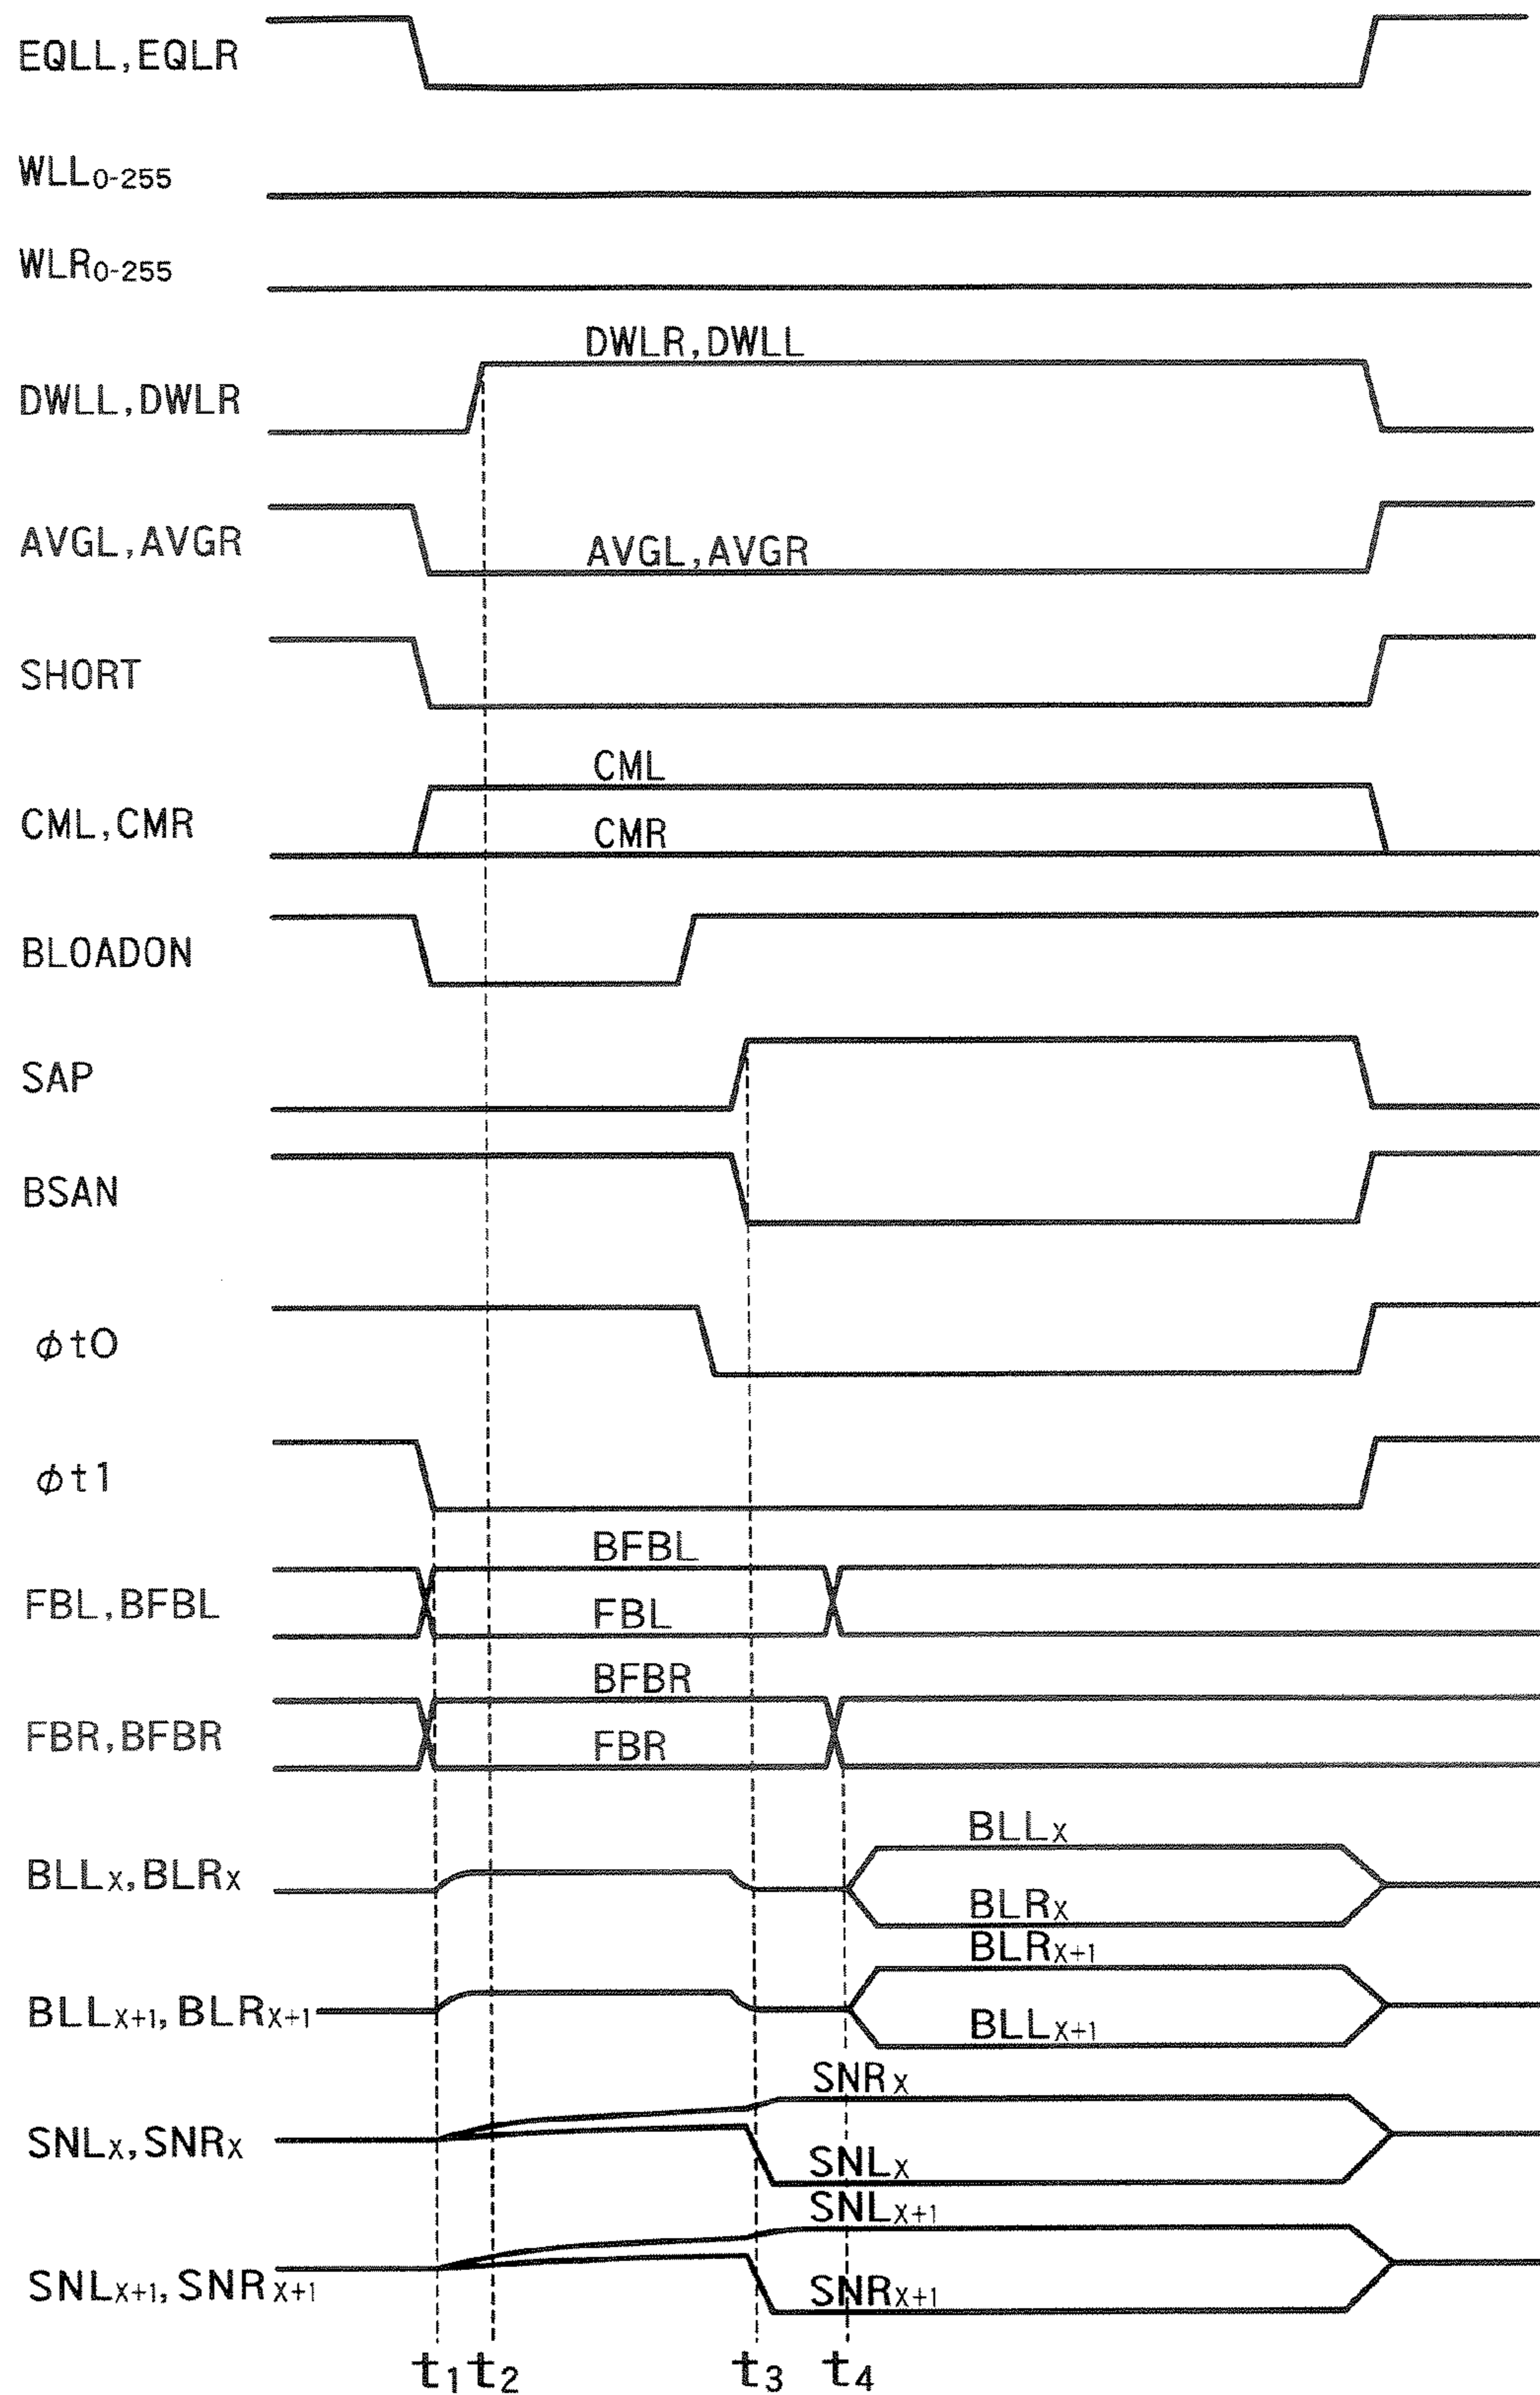 EQLL, EQLR
WLL0-255
WLR0-255
DWLR, DWLL
DWLL, DWLR
AVGL, AVGR
AVGL, AVGR
SHORT
CML
CML, CMR
CMR
BLOADON
SAP
BSAN
ϕt0
ϕt1
BFBL
FBL, BFBL
FBL
BFBR
FBR, BFBR
FBR
BLLX
BLLX, BLRX
BLRX
BLRX+1
BLLX+1, BLRX+1
BLLX+1
SNRX
SNLX, SNRX
SNLX
SNLX+1
SNLX+1, SNRX+1
SNRX+1
t1 t2 t3 t4